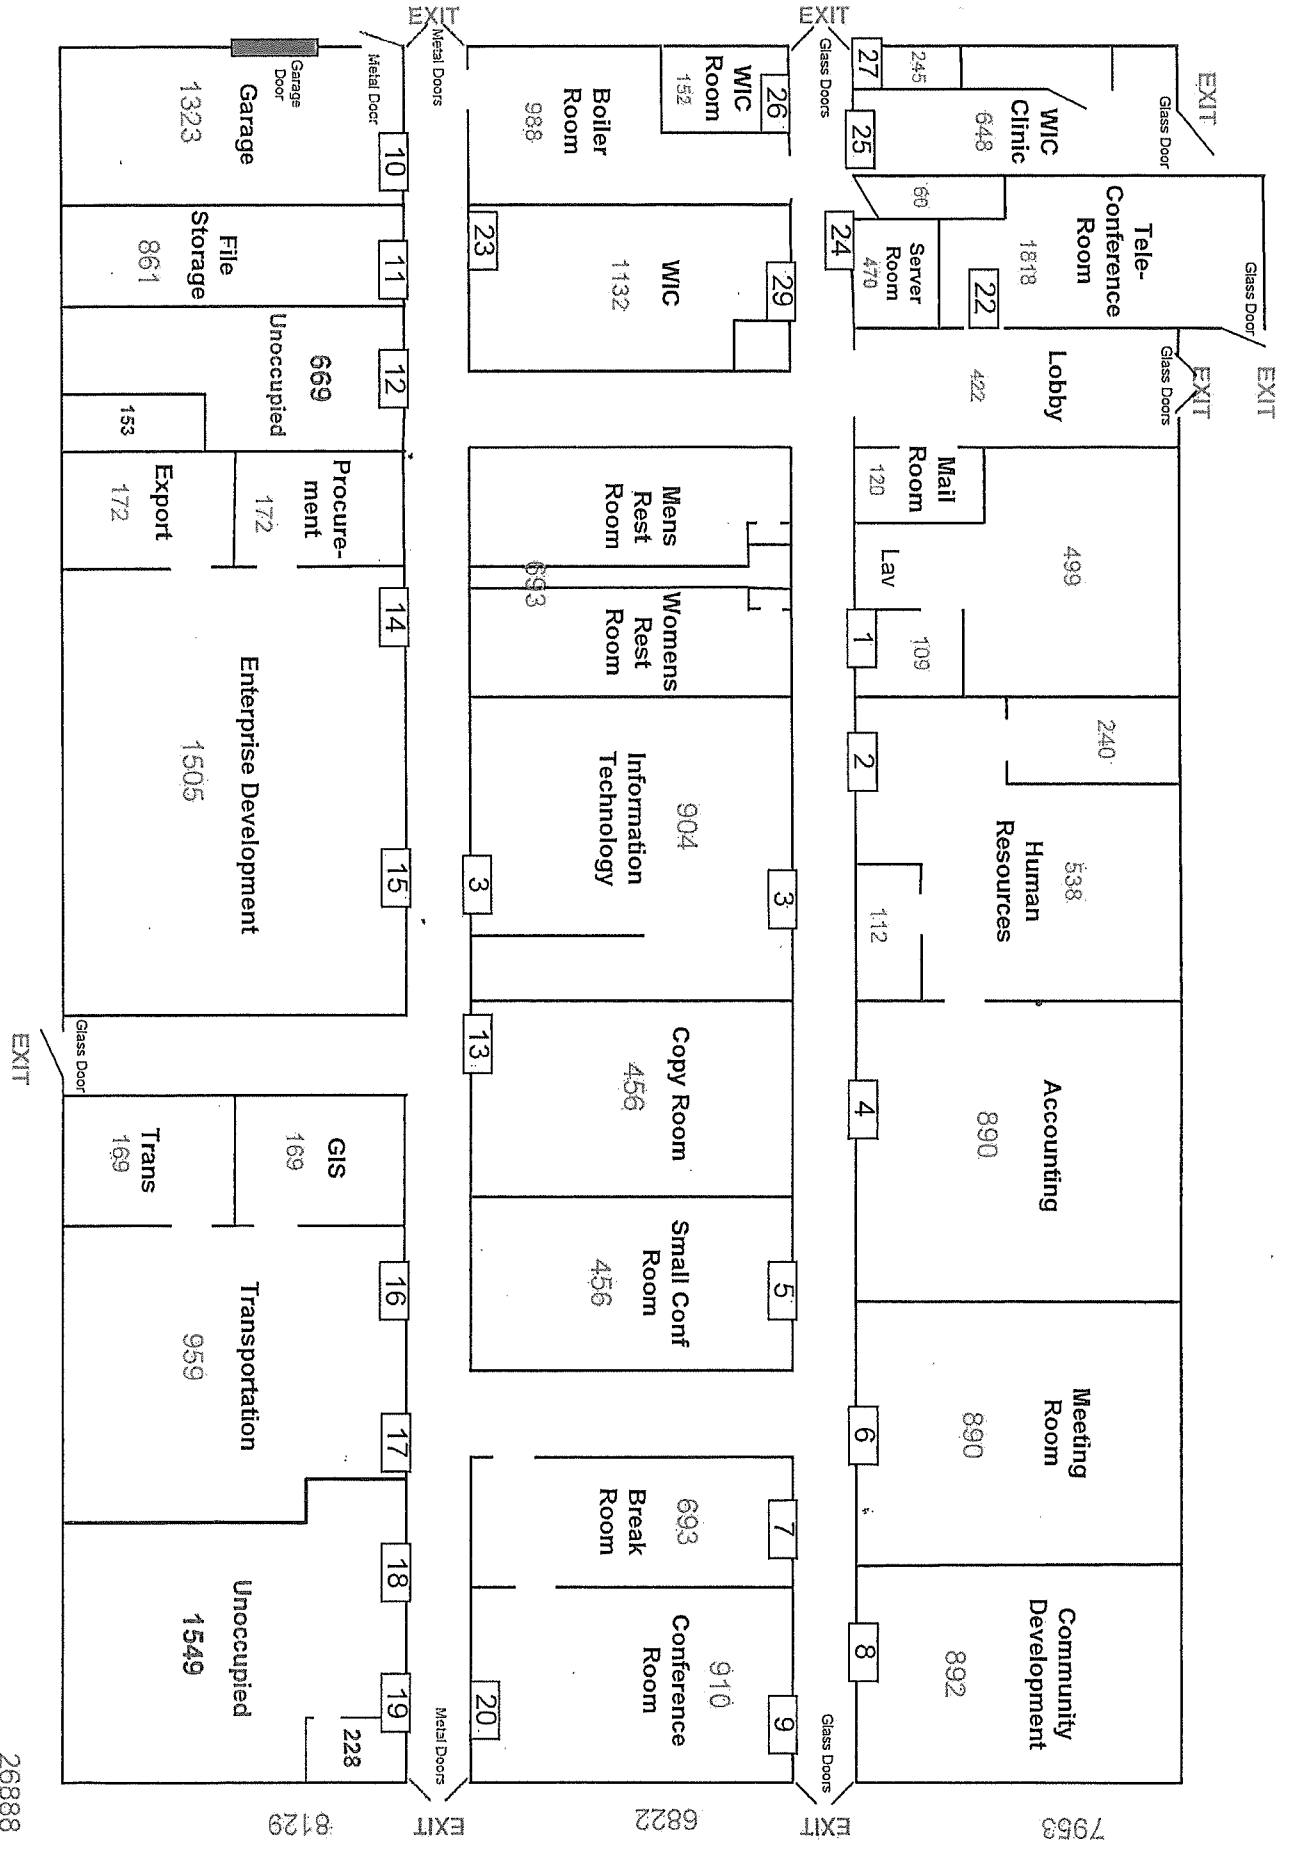 EXIT
EXIT
EXIT
Metal Doors
Glass Doors
Garage
Door
Metal Door
Garage
1323
10
Boiler
Room
988
WIC
Room
152
26
27
245
25
WIC
Clinic
648
Glass Door
File
Storage
861
11
23
WIC
1132
29
24
60
Server
Room
470
22
Tele-
Conference
Room
1818
Glass Door
EXIT
EXIT
Unoccupied
669
153
12
Lobby
422
Glass Doors
Export
172
Procure-
ment
172
Mens
Rest
Room
693
Womens
Rest
Room
Mail
Room
120
Lav
499
109
1
14
Enterprise Development
1505
15
Information
Technology
904
3
3
2
240
Human
Resources
538
112
Glass Door
EXIT
13
Copy Room
456
4
Accounting
890
Trans
169
GIS
169
Small Conf
Room
456
5
16
Transportation
959
17
6
Meeting
Room
890
Break
Room
693
7
18
Unoccupied
1549
19
228
20
Conference
Room
910
9
8
Community
Development
892
Metal Doors
Glass Doors
EXIT
EXIT
8129
6822
7953
26888